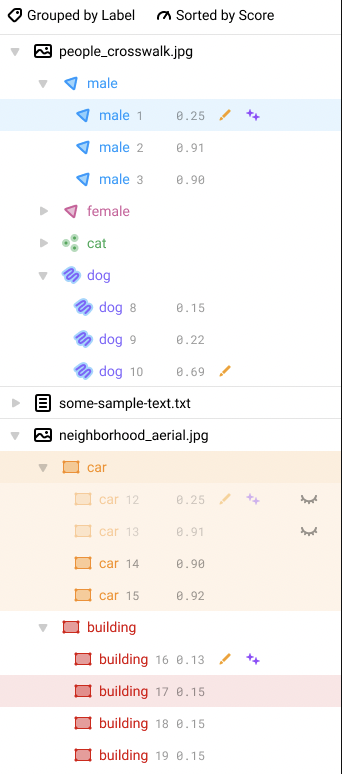 Grouped by Label Sorted by Score
people_crosswalk.jpg
male
male 1 0.25
male 2 0.91
male 3 0.90
female
cat
dog
dog 8 0.15
dog 9 0.22
dog 10 0.69
some-sample-text.txt
neighborhood_aerial.jpg
car
car 12 0.25
car 13 0.91
car 14 0.90
car 15 0.92
building
building 16 0.13
building 17 0.15
building 18 0.15
building 19 0.15